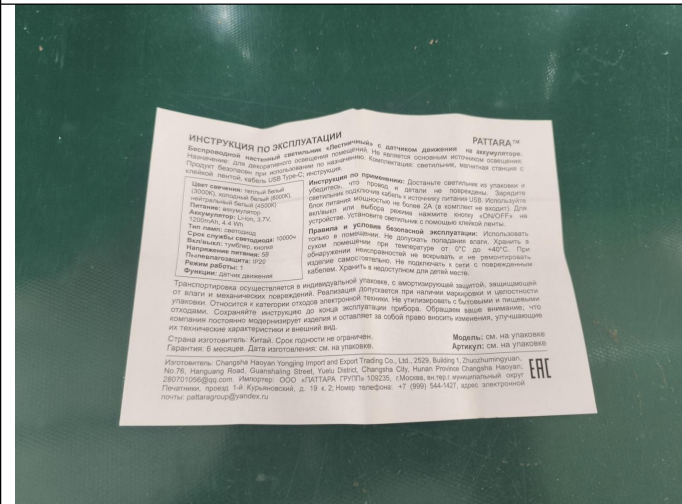 ИНСТРУКЦИЯ ПО ЭКСПЛУАТАЦИИ
PATTARA™
Беспроводной настенный светильник «Лестничный» с датчиком движения на аккумуляторе.
Назначение: для декоративного освещения помещений. Не является основным источником освещения.
Продукт безопасен при использовании по назначению. Комплектация: светильник, магнитная станция с
клейкой лентой, кабель USB Type-C; инструкция.
Цвет свечения: теплый белый
(3000K), холодный белый (6000K),
нейтральный белый (4500K)
Питание: аккумулятор
Аккумулятор: Li-ion, 3.7V,
1200mAh, 4.4 Wh
Тип ламп: светодиод
Срок службы светодиода: 10000ч
Вкл/выкл: тумблер, кнопка
Напряжение питания: 5В
Пылевлагозащита: IP20
Режим работы: 1
Функции: датчик движения
Инструкция по применению: Достаньте светильник из упаковки и
убедитесь, что провод и детали не повреждены. Зарядите
светильник подключив кабель к источнику питания USB. Используйте
блок питания мощностью не более 2А (в комплект не входит). Для
вкл/выкл или выбора режима нажмите кнопку «ON/OFF» на
устройстве. Установите светильник с помощью клейкой ленты.
Правила и условия безопасной эксплуатации: Использовать
только в помещении. Не допускать попадания влаги. Хранить в
сухом помещении при температуре от 0°С до +40°С. При
обнаружении неисправностей не вскрывать и не ремонтировать
изделие самостоятельно. Не подключать к сети с поврежденным
кабелем. Хранить в недоступном для детей месте.
Транспортировка осуществляется в индивидуальной упаковке, с амортизирующей защитой, защищающей
от влаги и механических повреждений. Реализация допускается при наличии маркировки и целостности
упаковки. Относится к категории отходов электронной техники. Не утилизировать с бытовыми и пищевыми
отходами. Сохраняйте инструкцию до конца эксплуатации прибора. Обращаем ваше внимание, что
компания постоянно модернизирует изделия и оставляет за собой право вносить изменения, улучшающие
их технические характеристики и внешний вид.
Страна изготовитель: Китай. Срок годности не ограничен.
Гарантия: 6 месяцев. Дата изготовления: см. на упаковке.
Модель: см. на упаковке
Артикул: см. на упаковке
Изготовитель: Changsha Haoyan Yongjing Import and Export Trading Co., Ltd., 2529, Building 1, Zhuozhumingyuan,
No.76, Hanguang Road, Guanshaling Street, Yuelu District, Changsha City, Hunan Province Changsha Haoyan,
280701056@qq.com. Импортер: ООО «ПАТТАРА ГРУПП» 109235, г.Москва, вн.тер.г. муниципальный округ
Печатники, проезд 1-й Курьяновский, д. 19 к 2; Номер телефона: +7 (999) 544-1427, адрес электронной
почты: pattaragroup@yandex.ru
EAC